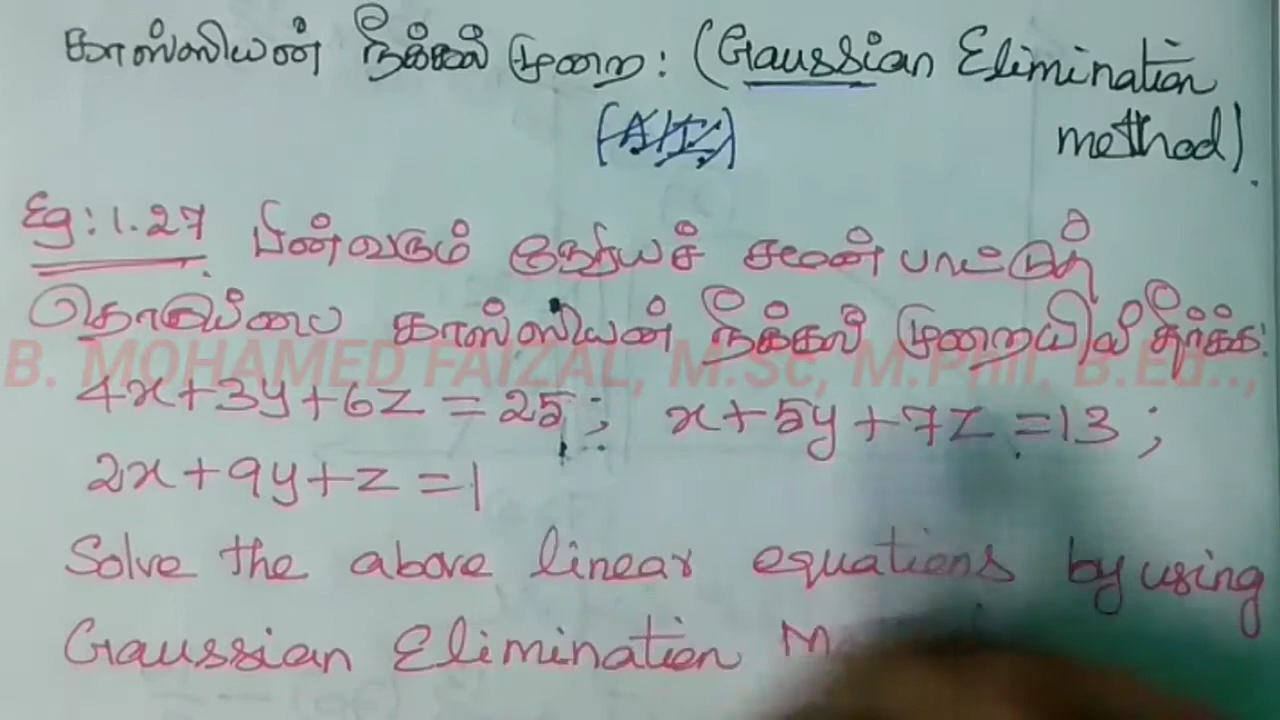 காஸ்ஸியன் நீக்கல் முறை: (Gaussian Elimination
method).
Eg: 1.27 பின்வரும் நேரியச் சமன்பாட்டுத்
தொகுப்பை காஸ்ஸியன் நீக்கல் முறையில் தீர்க்க:
B. MOHAMED FAIZAL, M.Sc, M.Phil, B.Ed..,
4x+3y+6z = 25; x+5y+7z = 13;
2x+9y+z = 1
Solve the above linear equations by using
Gaussian Elimination